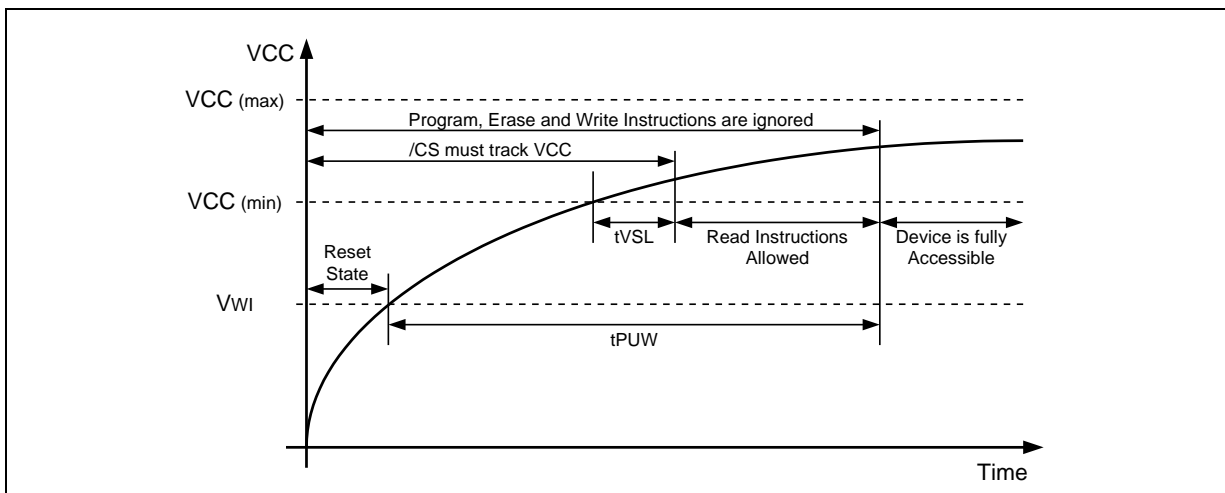 VCC
VCC (max)
Program, Erase and Write Instructions are ignored
/CS must track VCC
VCC (min)
tVSL
Read Instructions
Allowed
Device is fully
Accessible
Reset
State
VWI
tPUW
Time